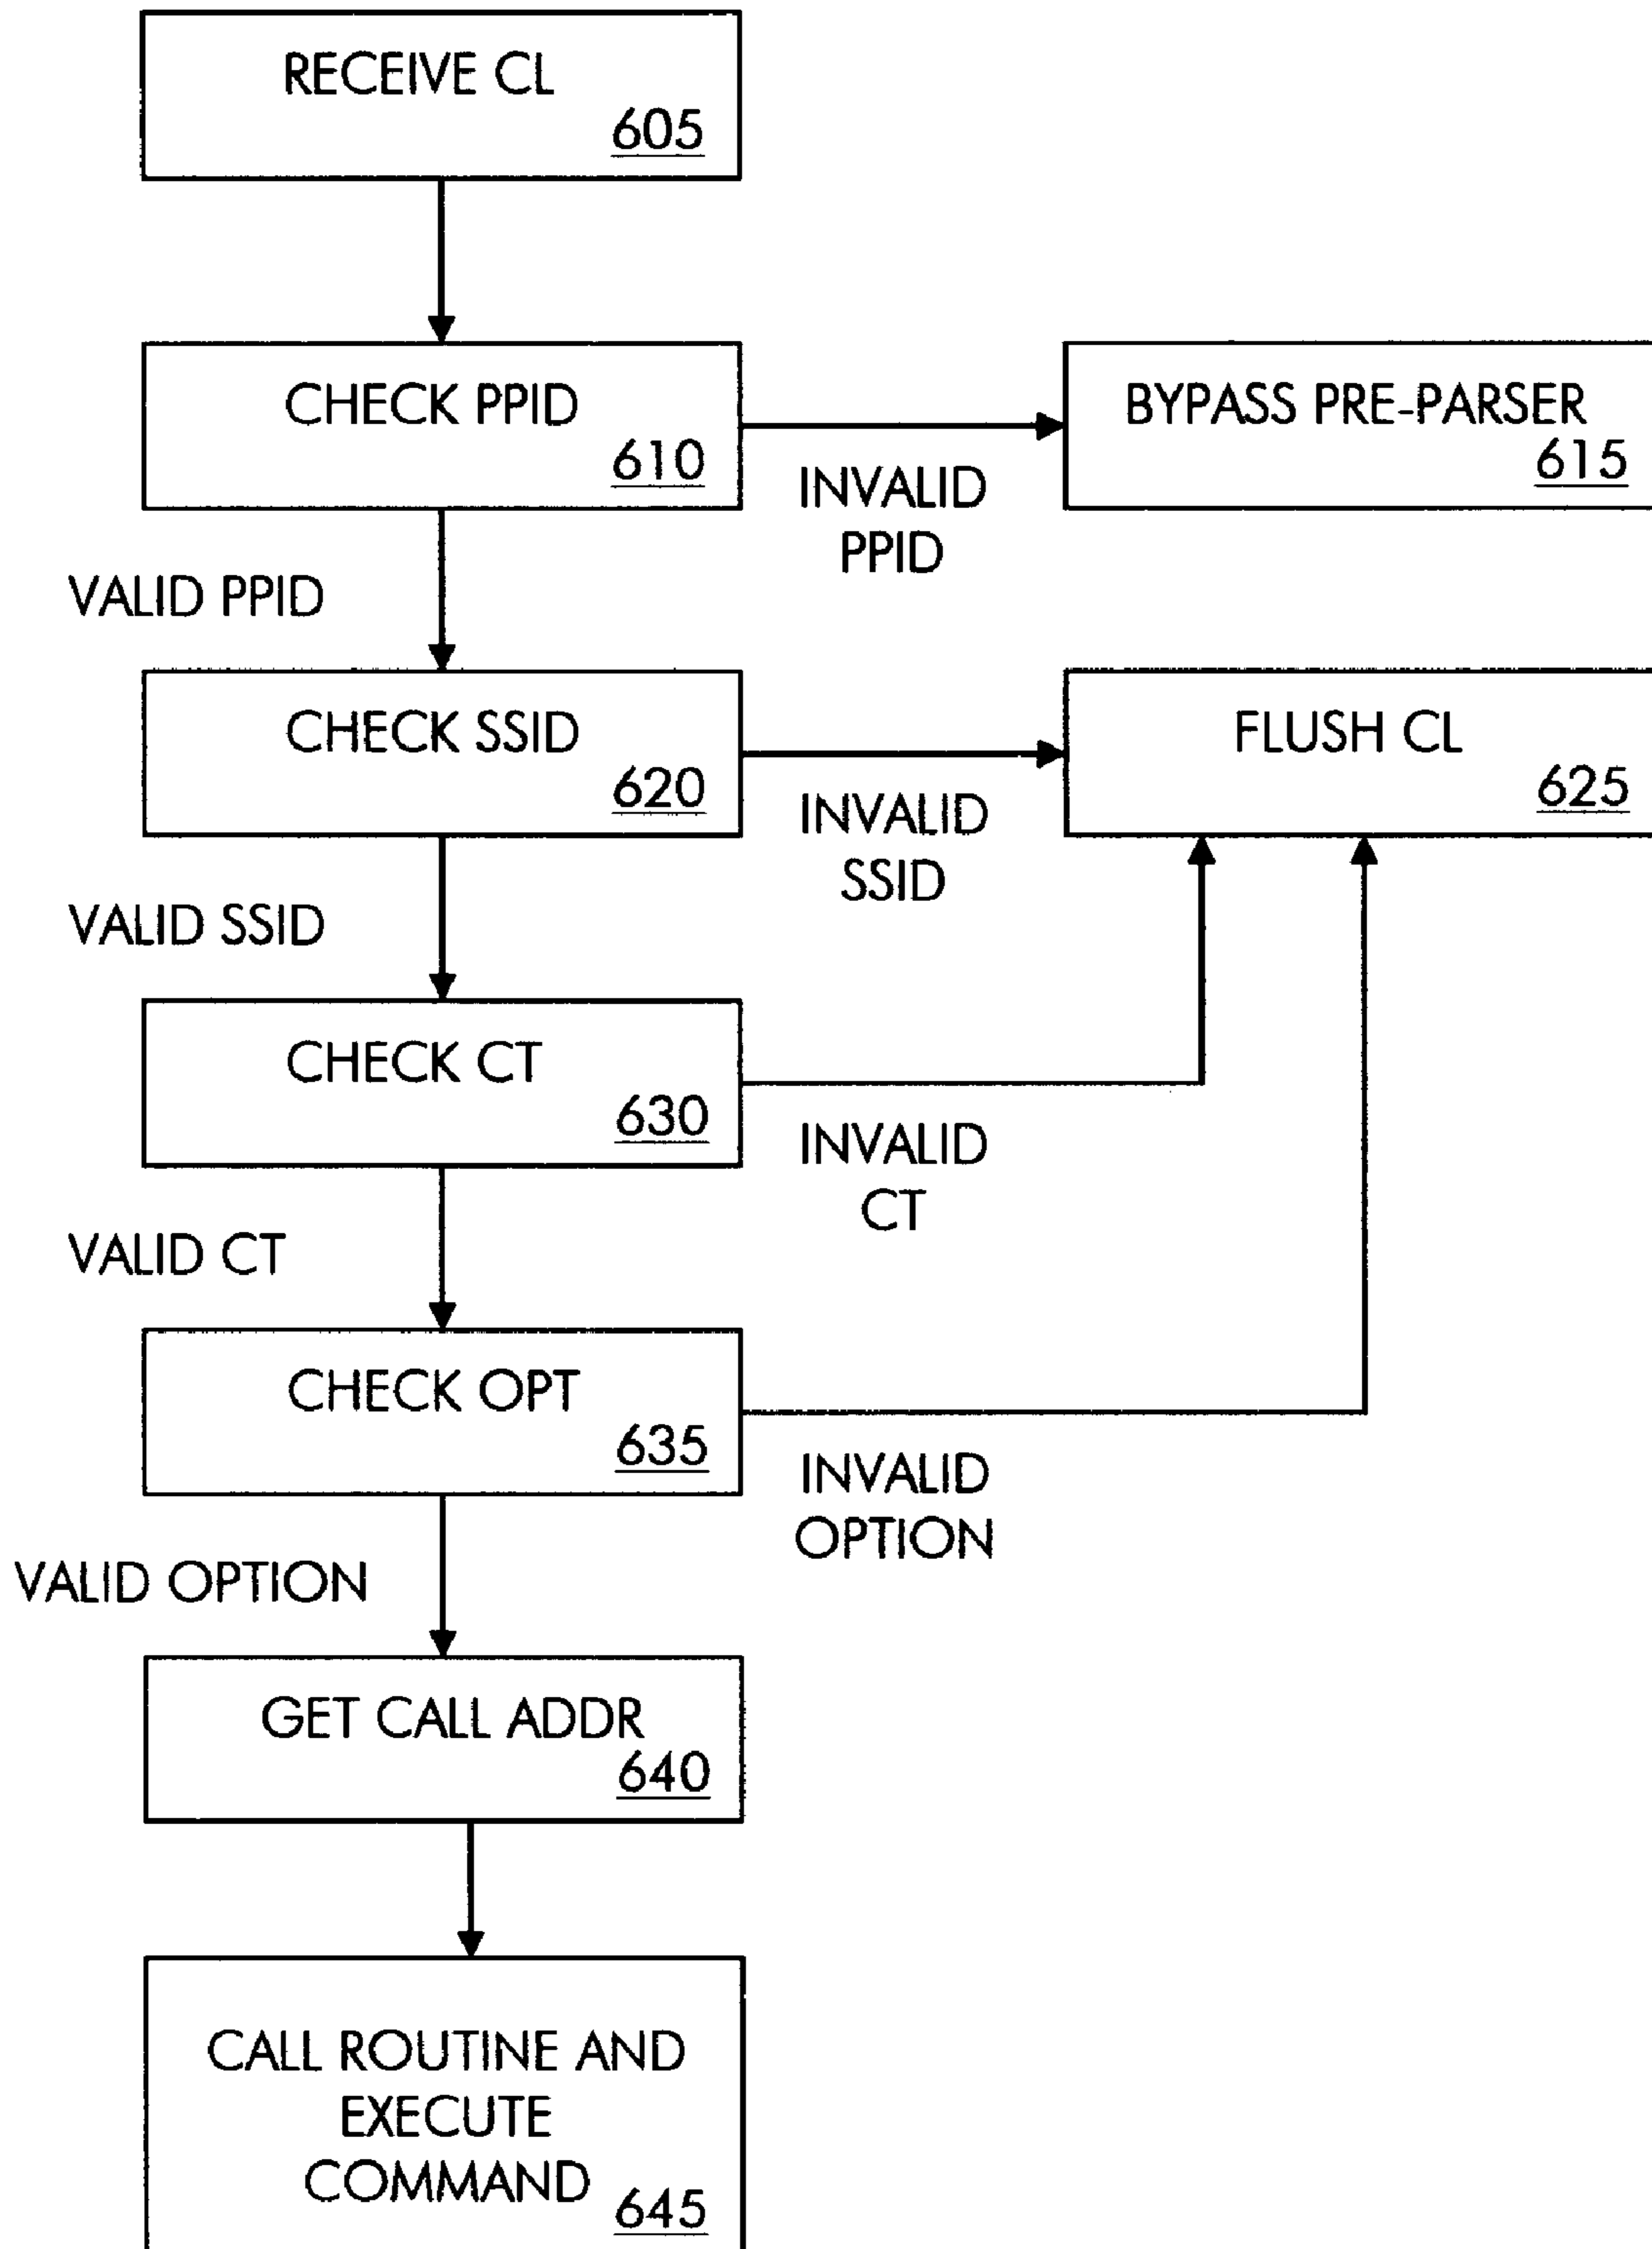 RECEIVE CL
605
CHECK PPID
610
BYPASS PRE-PARSER
615
INVALID
PPID
VALID PPID
CHECK SSID
620
FLUSH CL
625
INVALID
SSID
VALID SSID
CHECK CT
630
INVALID
CT
VALID CT
CHECK OPT
635
INVALID
OPTION
VALID OPTION
GET CALL ADDR
640
CALL ROUTINE AND
EXECUTE
COMMAND
645